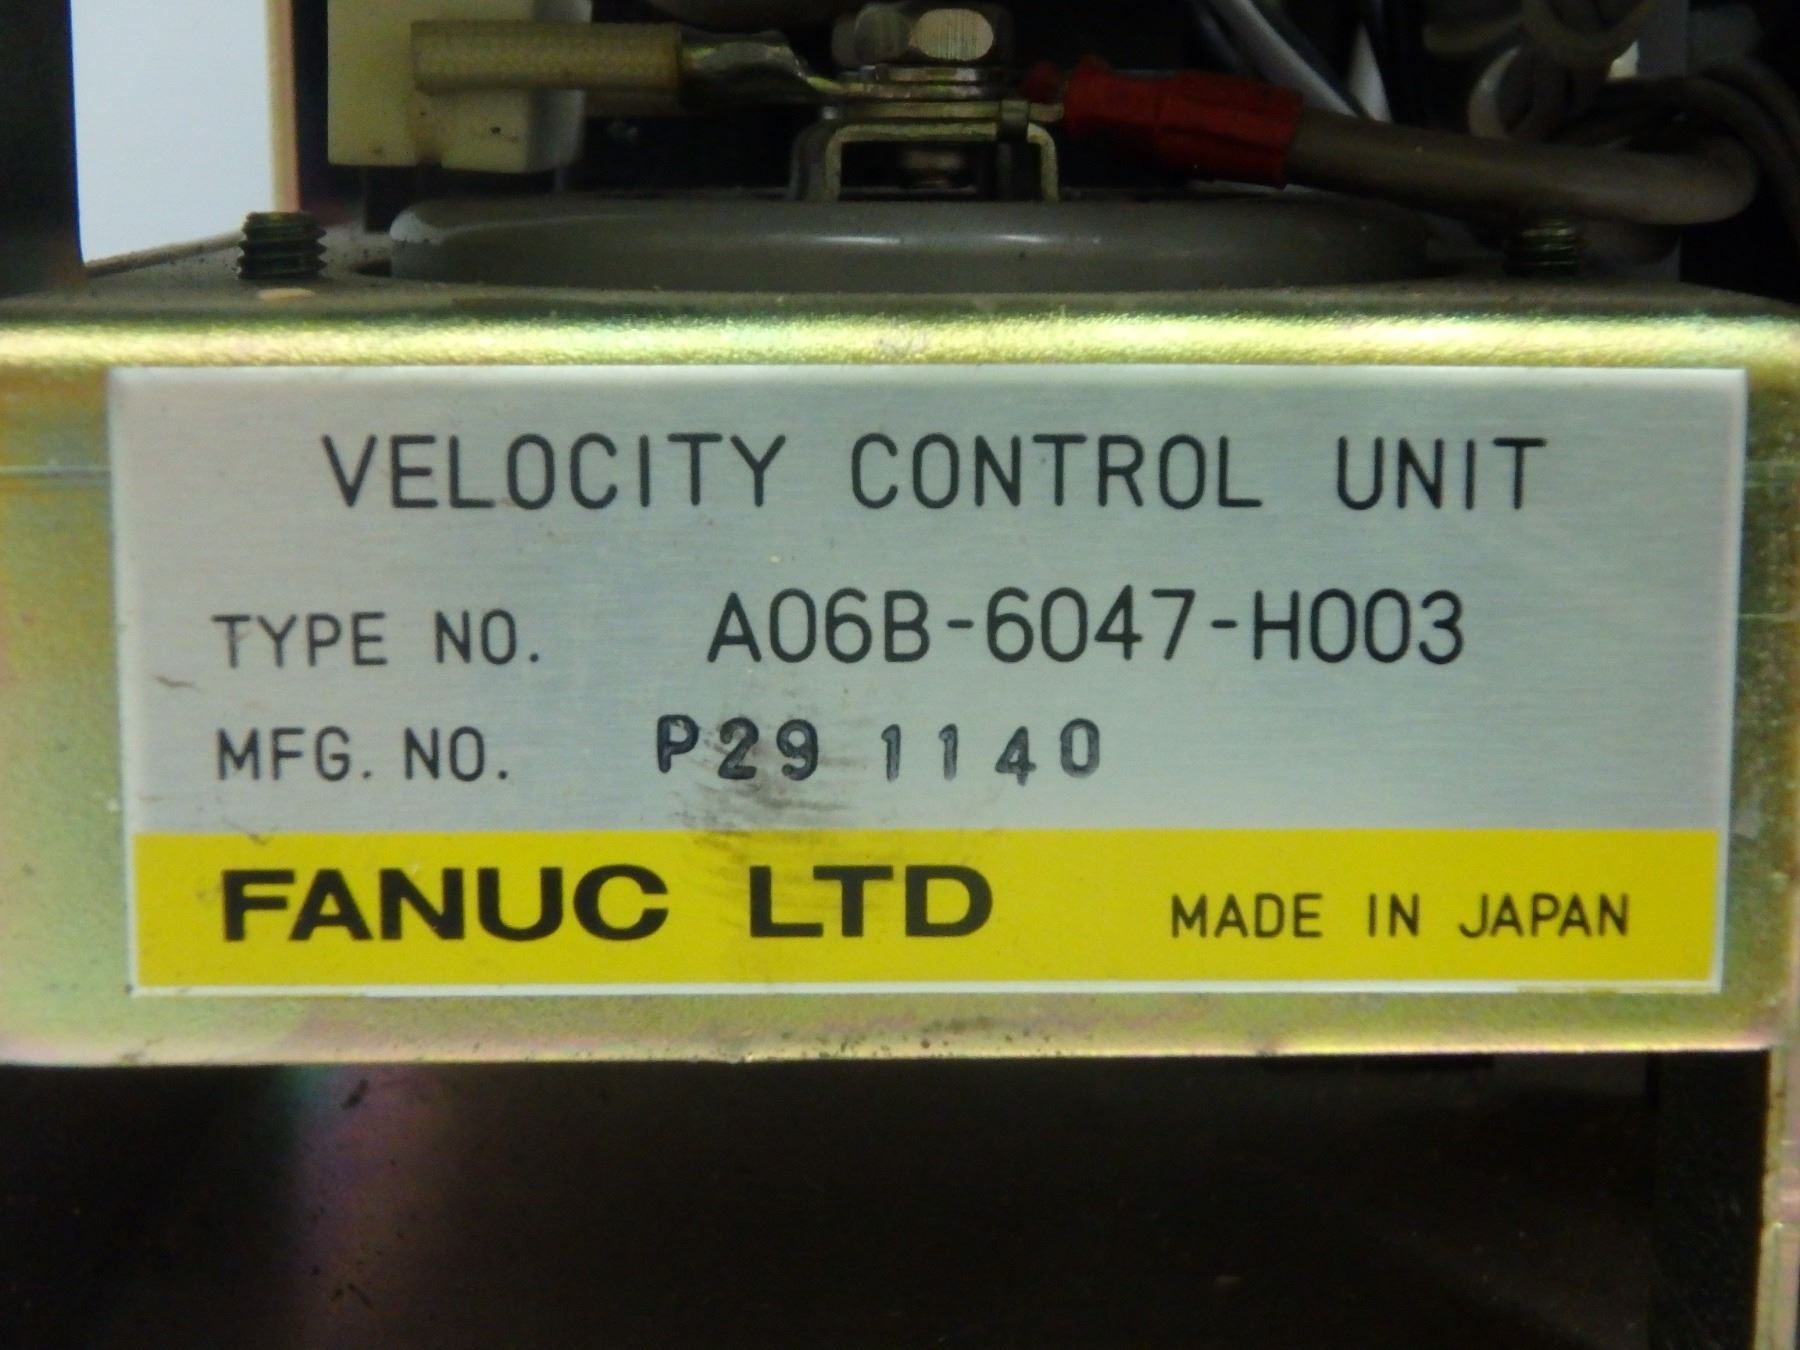 VELOCITY CONTROL UNIT
TYPE NO. A06B-6047-H003
MFG. NO. P29 1140
FANUC LTD MADE IN JAPAN